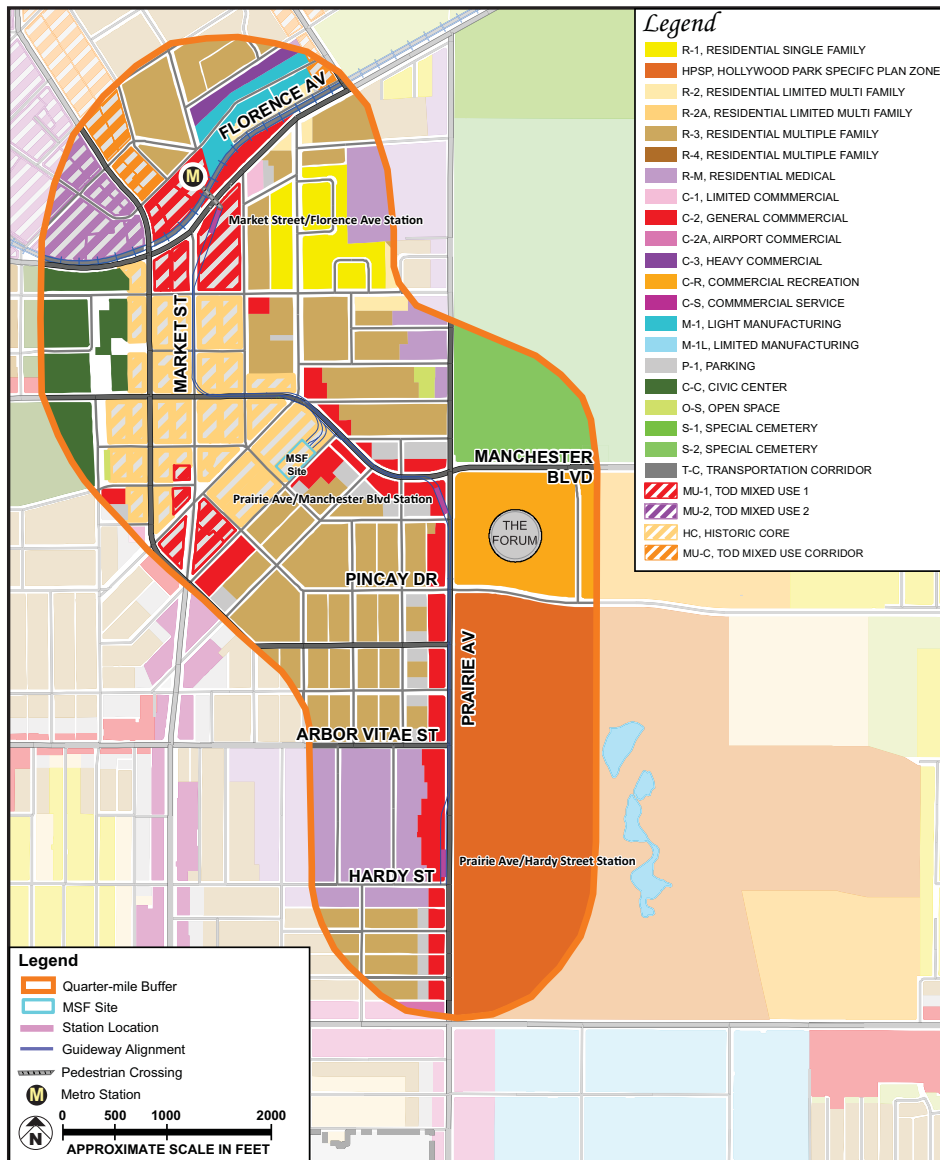 Legend
R-1, RESIDENTIAL SINGLE FAMILY
HPSP, HOLLYWOOD PARK SPECIFC PLAN ZONE
R-2, RESIDENTIAL LIMITED MULTI FAMILY
R-2A, RESIDENTIAL LIMITED MULTI FAMILY
R-3, RESIDENTIAL MULTIPLE FAMILY
R-4, RESIDENTIAL MULTIPLE FAMILY
R-M, RESIDENTIAL MEDICAL
C-1, LIMITED COMMMERCIAL
C-2, GENERAL COMMMERCIAL
C-2A, AIRPORT COMMERCIAL
C-3, HEAVY COMMERCIAL
C-R, COMMERCIAL RECREATION
C-S, COMMMERCIAL SERVICE
M-1, LIGHT MANUFACTURING
M-1L, LIMITED MANUFACTURING
P-1, PARKING
C-C, CIVIC CENTER
O-S, OPEN SPACE
S-1, SPECIAL CEMETERY
S-2, SPECIAL CEMETERY
T-C, TRANSPORTATION CORRIDOR
MU-1, TOD MIXED USE 1
MU-2, TOD MIXED USE 2
HC, HISTORIC CORE
MU-C, TOD MIXED USE CORRIDOR
FLORENCE AV
M
Market Street/Florence Ave Station
MARKET ST
MSF
Site
MANCHESTER
BLVD
Prairie Ave/Manchester Blvd Station
THE
FORUM
PINCAY DR
PRAIRIE AV
ARBOR VITAE ST
Prairie Ave/Hardy Street Station
HARDY ST
Legend
Quarter-mile Buffer
MSF Site
Station Location
Guideway Alignment
Pedestrian Crossing
M Metro Station
N
0 500 1000 2000
APPROXIMATE SCALE IN FEET